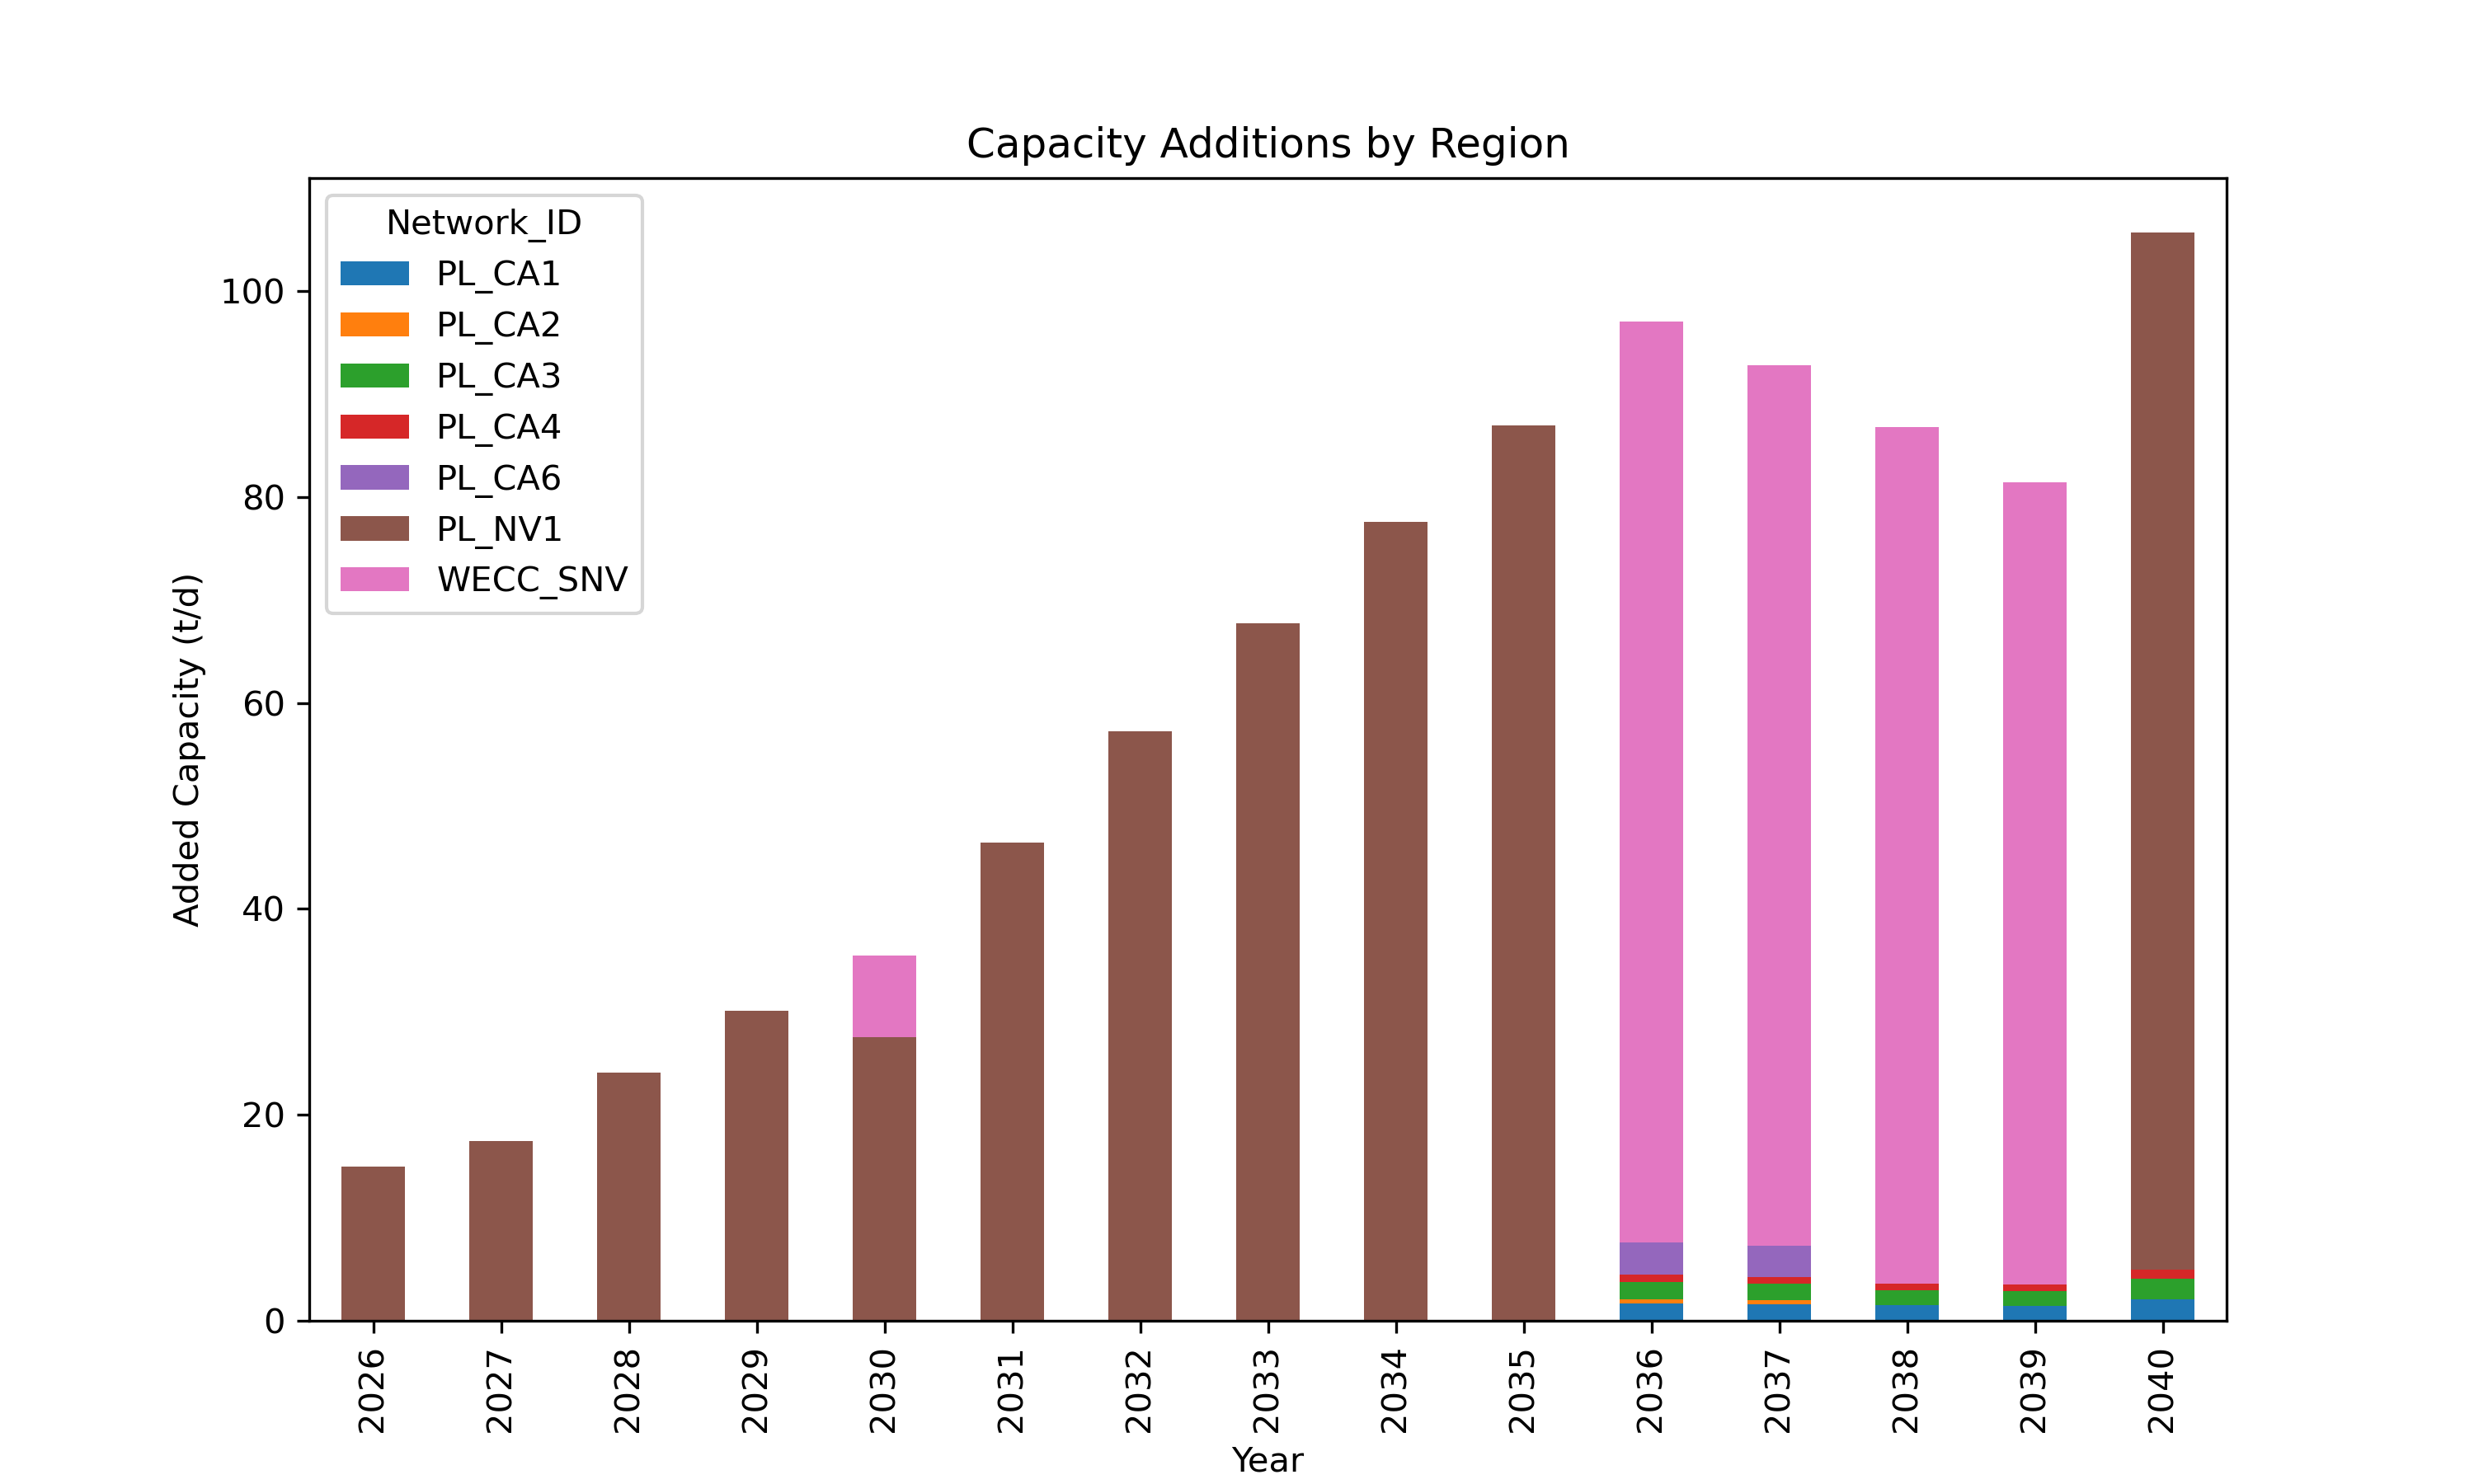 Capacity Additions by Region
Network_ID
PL_CA1
PL_CA2
PL_CA3
PL_CA4
PL_CA6
PL_NV1
WECC_SNV
Added Capacity (t/d)
100
80
60
40
20
0
2026
2027
2028
2029
2030
2031
2032
2033
2034
2035
2036
2037
2038
2039
2040
Year